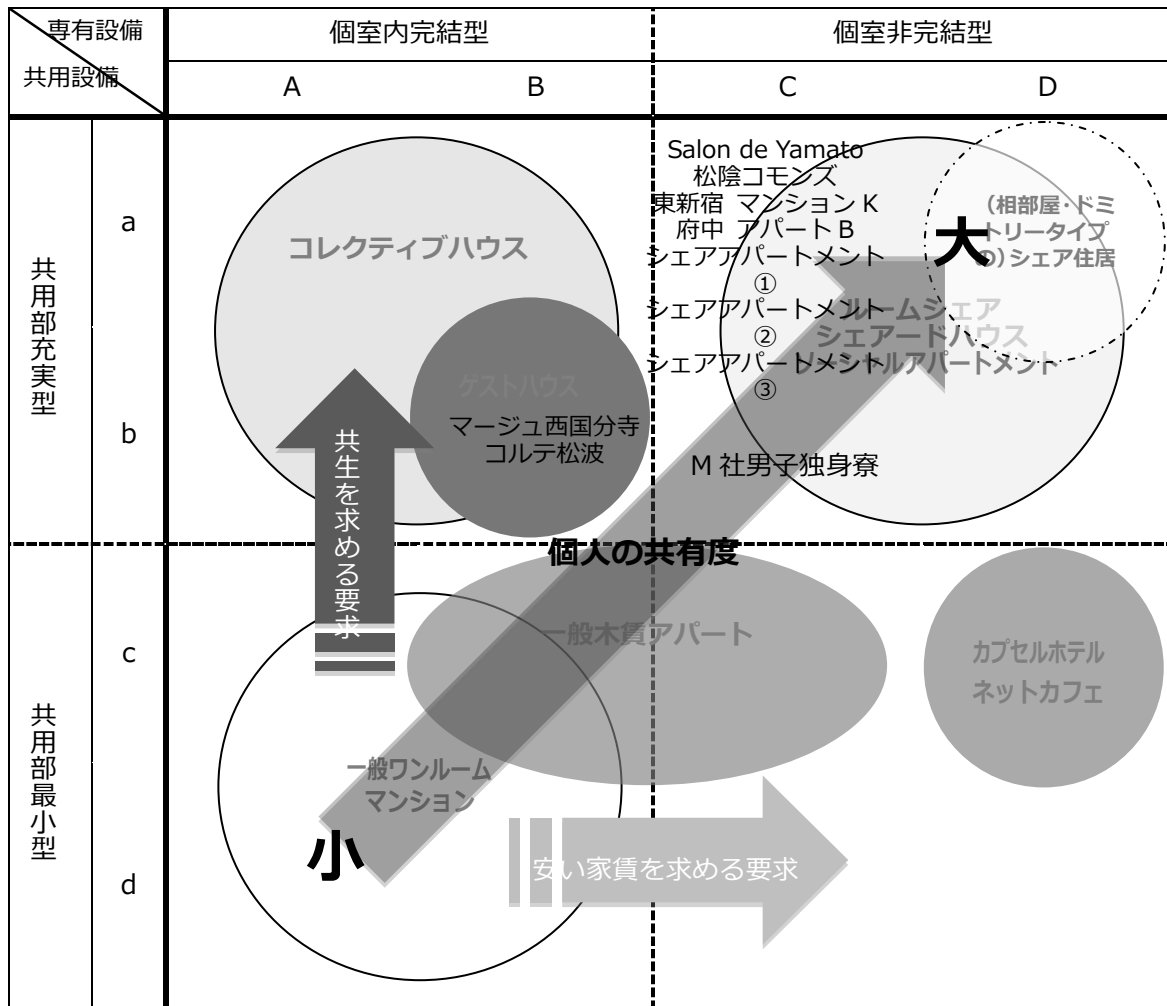 専有設備
共用設備
個室内完結型
個室非完結型
A
B
C
D
共用部充実型
a
b
共用部最小型
c
d
コレクティブハウス
ゲストハウス
マージュ西国分寺
コルテ松波
共生を求める要求
Salon de Yamato
松陰コモンズ
東新宿 マンション K
府中 アパート B
シェアアパートメント
①
シェアアパートメント
②
シェアアパートメント
③
大
（相部屋・ドミ
トリータイプ
の）シェア住居
ルームシェア
シェアードハウス
ソーシャルアパートメント
M 社男子独身寮
個人の共有度
一般木賃アパート
カプセルホテル
ネットカフェ
一般ワンルーム
マンション
小
安い家賃を求める要求